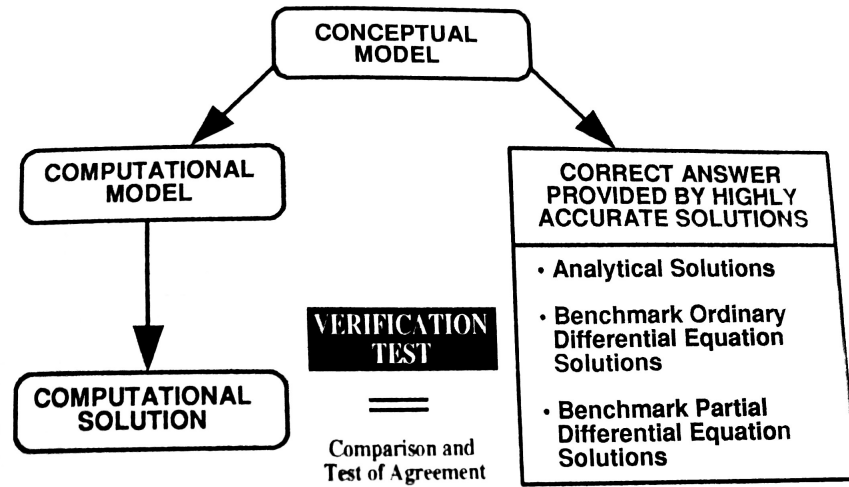 CONCEPTUAL
MODEL
COMPUTATIONAL
MODEL
COMPUTATIONAL
SOLUTION
VERIFICATION
TEST
=
Comparison and
Test of Agreement
CORRECT ANSWER
PROVIDED BY HIGHLY
ACCURATE SOLUTIONS
• Analytical Solutions
• Benchmark Ordinary
Differential Equation
Solutions
• Benchmark Partial
Differential Equation
Solutions